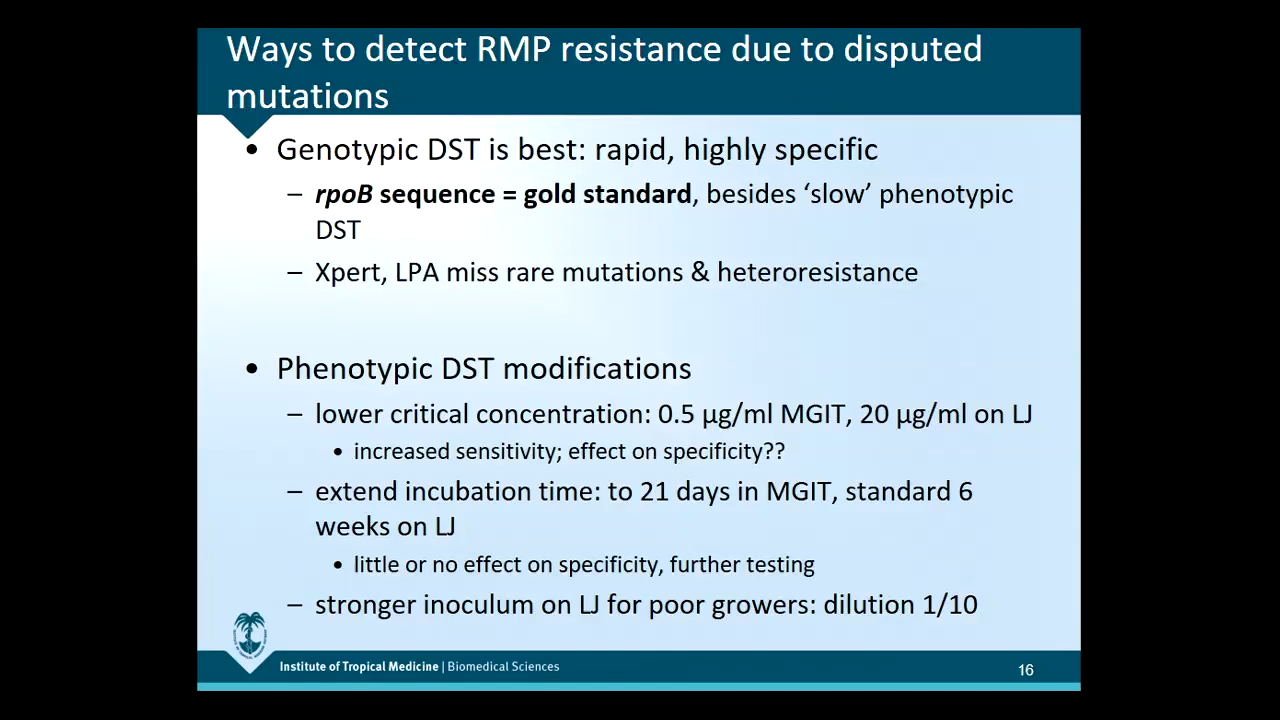 Ways to detect RMP resistance due to disputed
mutations
• Genotypic DST is best: rapid, highly specific
– rpoB sequence = gold standard, besides ‘slow’ phenotypic
DST
– Xpert, LPA miss rare mutations & heteroresistance
• Phenotypic DST modifications
– lower critical concentration: 0.5 µg/ml MGIT, 20 µg/ml on LJ
• increased sensitivity; effect on specificity??
– extend incubation time: to 21 days in MGIT, standard 6
weeks on LJ
• little or no effect on specificity, further testing
– stronger inoculum on LJ for poor growers: dilution 1/10
Institute of Tropical Medicine | Biomedical Sciences
16